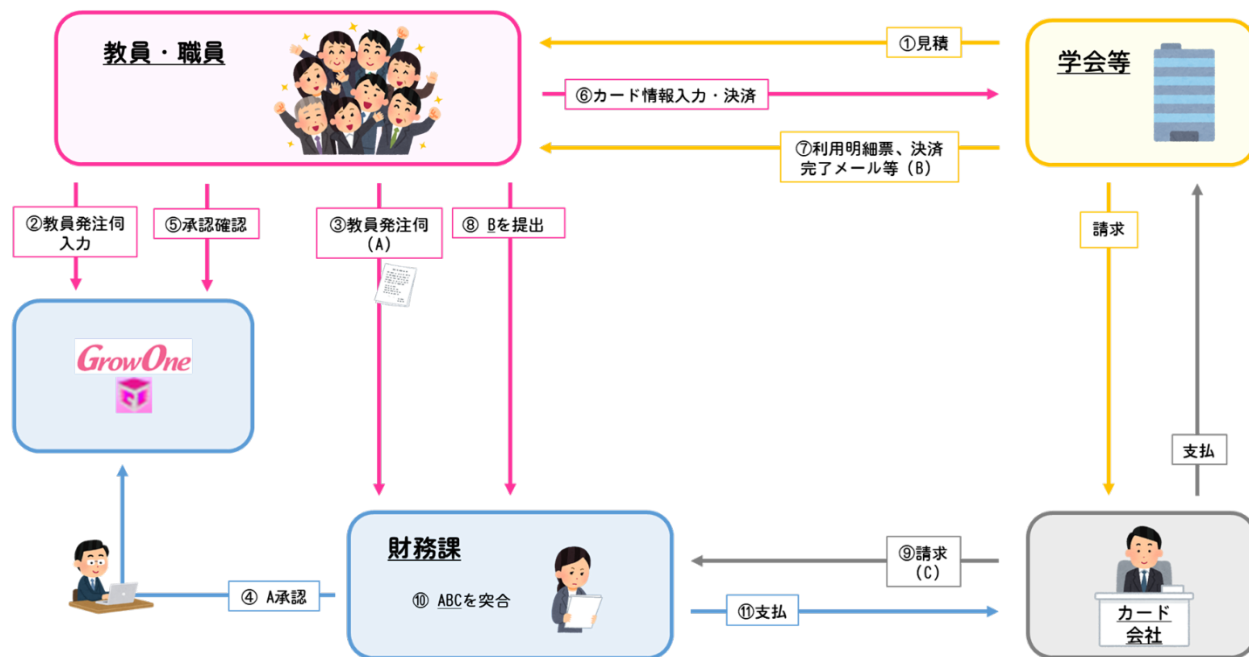 教員・職員
①見積
学会等
⑥カード情報入力・決済
⑦利用明細票、決済
完了メール等（B）
②教員発注伺
入力
⑤承認確認
③教員発注伺
（A）
⑧ Bを提出
請求
GrowOne
支払
財務課
⑨請求
（C）
④ A承認
⑩ ABCを突合
⑪支払
カード
会社